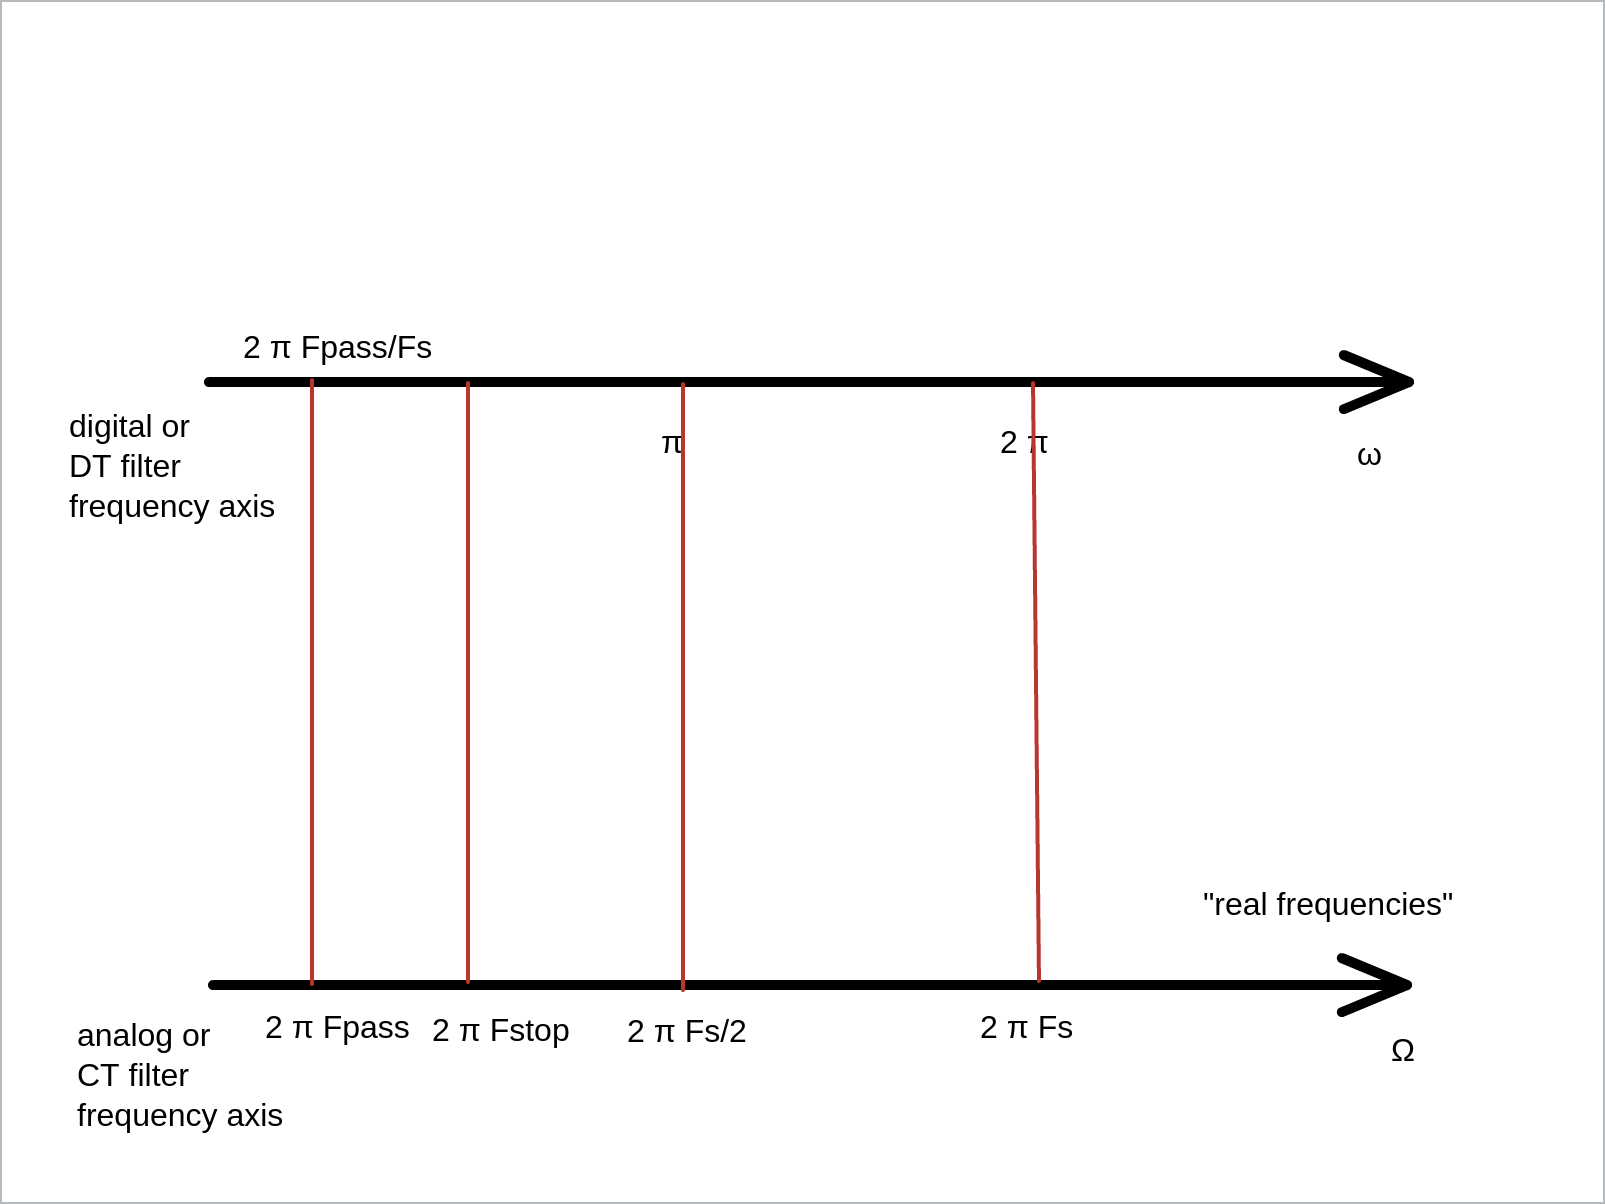 2 π Fpass/Fs
digital or
DT filter
frequency axis
π
2 π
ω
"real frequencies"
analog or
CT filter
frequency axis
2 π Fpass
2 π Fstop
2 π Fs/2
2 π Fs
Ω